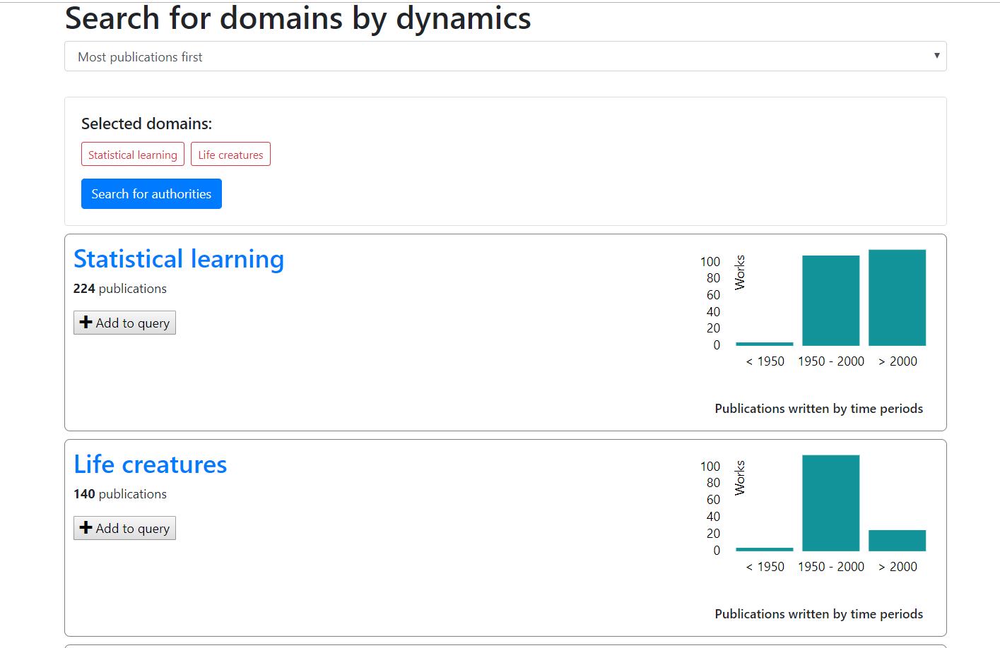 Search for domains by dynamics
Most publications first
Selected domains:
Statistical learning Life creatures
Search for authorities
Statistical learning
224 publications
Add to query
Works
100
80
60
40
20
0
< 1950 1950 - 2000 > 2000
Publications written by time periods
Life creatures
140 publications
Add to query
Works
100
80
60
40
20
0
< 1950 1950 - 2000 > 2000
Publications written by time periods